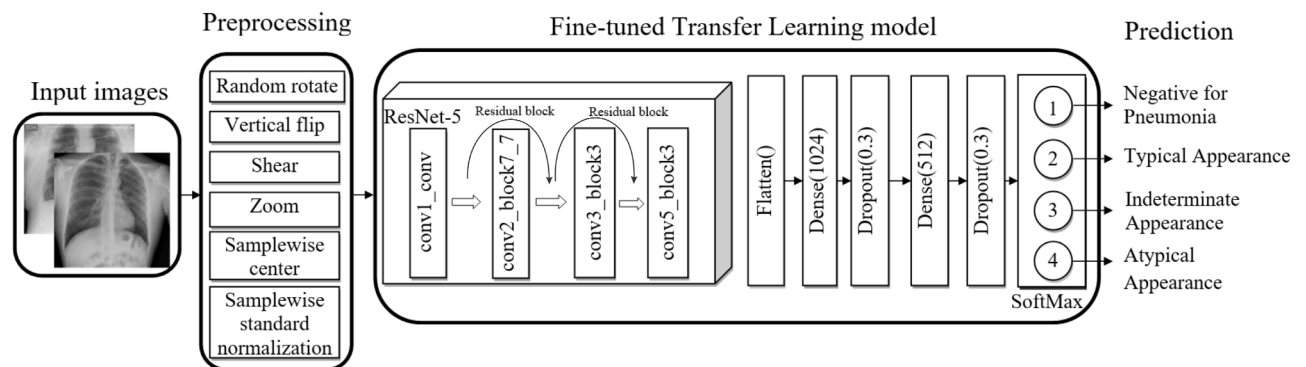 Input images
Preprocessing
Random rotate
Vertical flip
Shear
Zoom
Samplewise
center
Samplewise
standard
normalization
Fine-tuned Transfer Learning model
ResNet-5
Residual block
Residual block
conv1_conv
conv2_block7_7
conv3_block3
conv5_block3
Flatten()
Dense(1024)
Dropout(0.3)
Dense(512)
Dropout(0.3)
1
2
3
4
SoftMax
Prediction
Negative for
Pneumonia
Typical Appearance
Indeterminate
Appearance
Atypical
Appearance